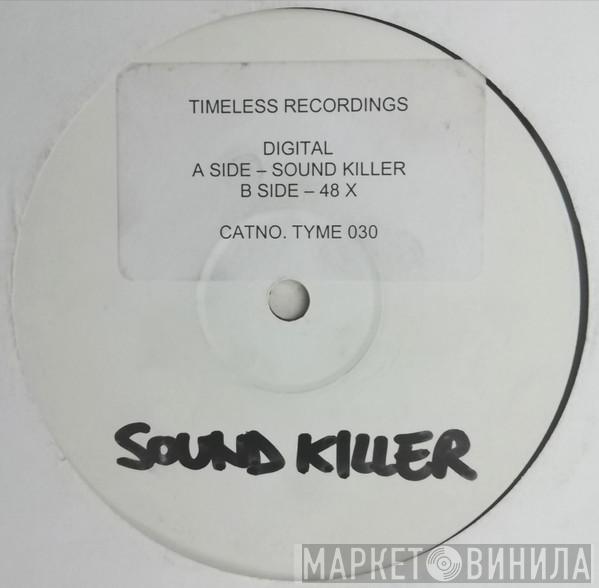 TIMELESS RECORDINGS
DIGITAL
A SIDE – SOUND KILLER
B SIDE – 48 X
CATNO. TYME 030
SOUND KILLER
МАРКЕТ ВИНИЛА